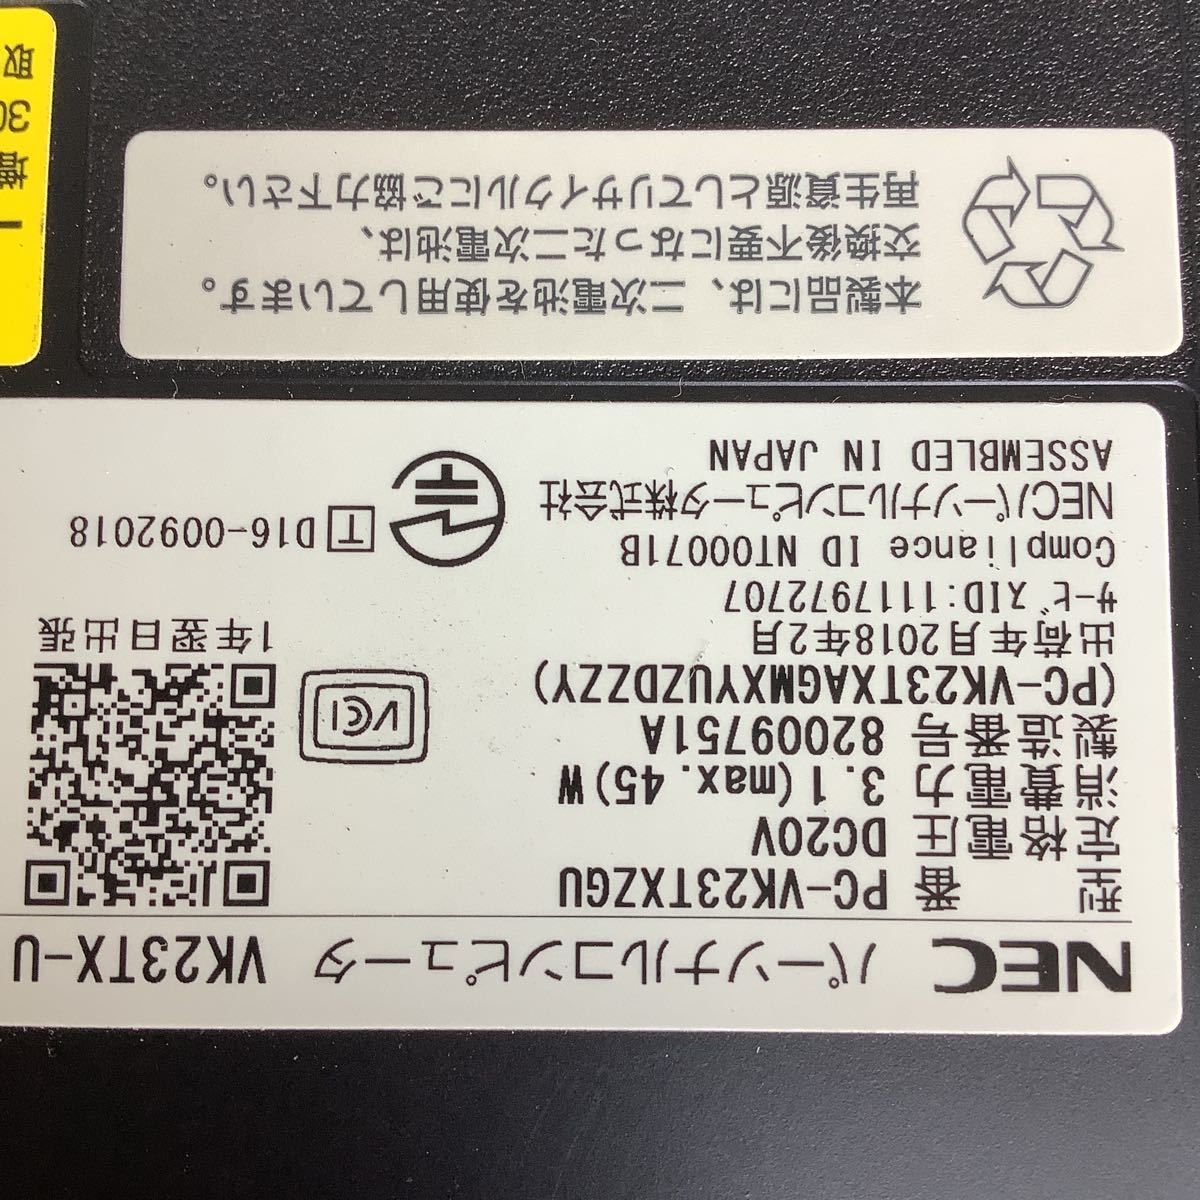 NEC パーソナルコンピュータ VK23TX-U
型番 PC-VK23TXZGU
定格電圧 DC20V
消費電力 3.1(max. 45)W
製造番号 82009751A
(PC-VK23TXAGMXYUZDZZY)
出荷年月2018年2月
サービスID:1117972707
Compliance ID NT00071B
NECパーソナルコンピュータ株式会社
ASSEMBLED IN JAPAN
VCI
1年翌日出張
T D16-0092018
本製品には、二次電池を使用しています。
交換後不要になった二次電池は、
再生資源としてリサイクルにご協力下さい。
増
30
取